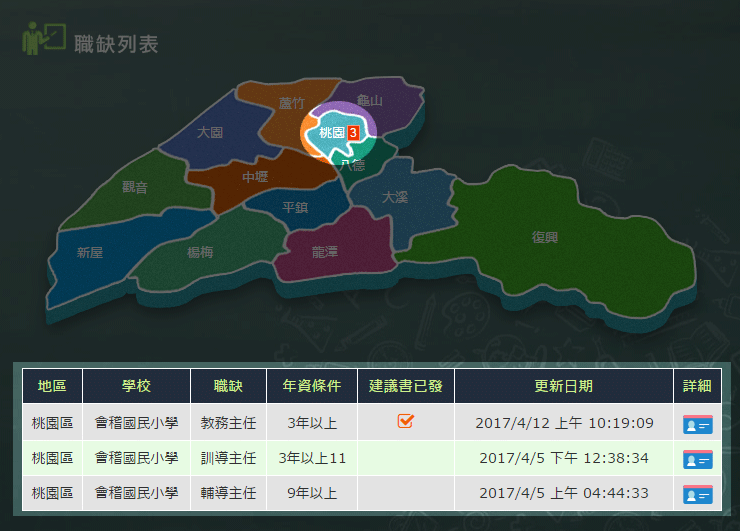 職缺列表
蘆竹
龜山
大園
桃園 3
八德
中壢
觀音
大溪
平鎮
復興
新屋
楊梅
龍潭
地區 學校 職缺 年資條件 建議書已發 更新日期 詳細
桃園區 會稽國民小學 教務主任 3年以上 2017/4/12 上午 10:19:09
桃園區 會稽國民小學 訓導主任 3年以上11 2017/4/5 下午 12:38:34
桃園區 會稽國民小學 輔導主任 9年以上 2017/4/5 上午 04:44:33